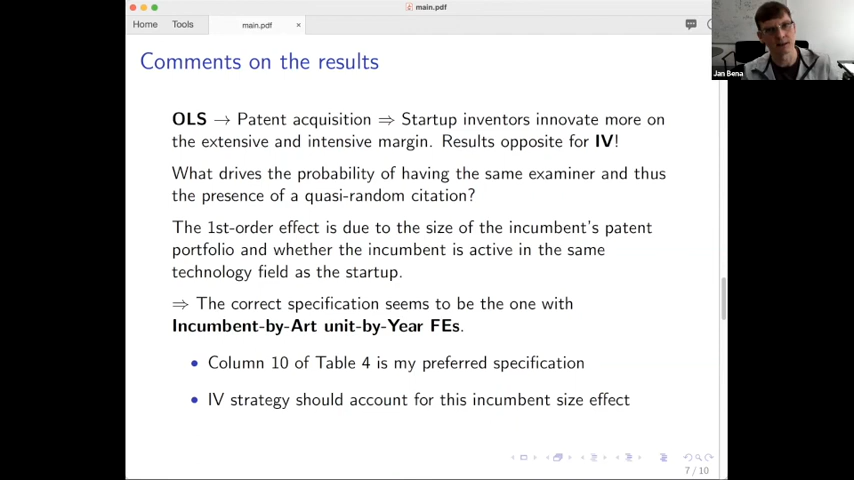 main.pdf
Home
Tools
main.pdf
×
Jan Bena
Comments on the results
OLS → Patent acquisition ⇒ Startup inventors innovate more on
the extensive and intensive margin. Results opposite for IV!
What drives the probability of having the same examiner and thus
the presence of a quasi-random citation?
The 1st-order effect is due to the size of the incumbent's patent
portfolio and whether the incumbent is active in the same
technology field as the startup.
⇒ The correct specification seems to be the one with
Incumbent-by-Art unit-by-Year FEs.
• Column 10 of Table 4 is my preferred specification
• IV strategy should account for this incumbent size effect
7 / 10